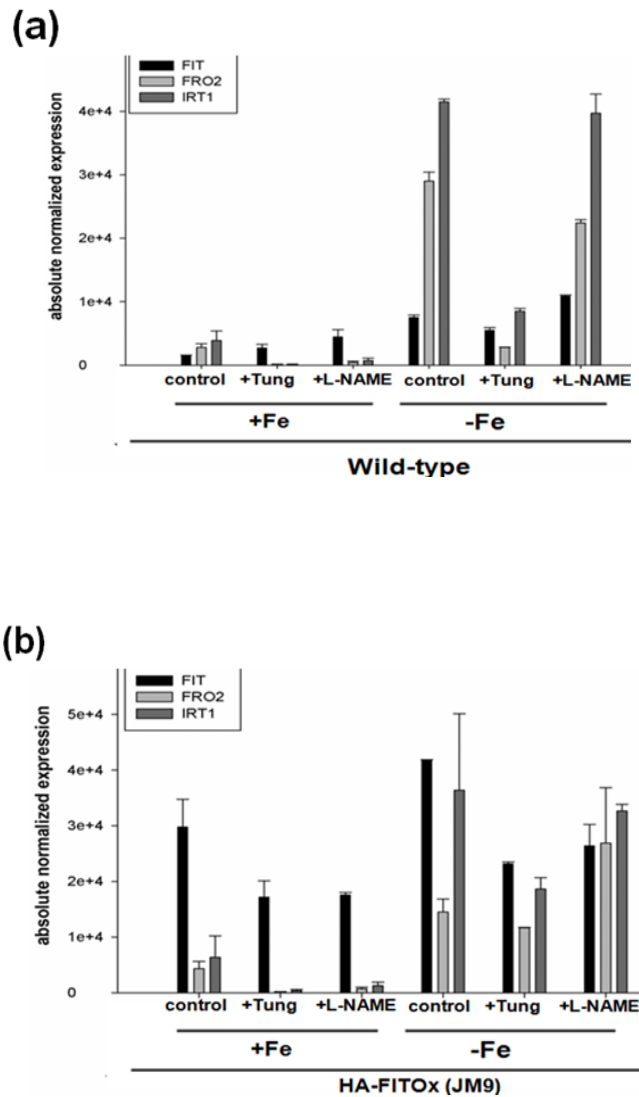 (a)
FIT
FRO2
IRT1
absolute normalized expression
4e+4
3e+4
2e+4
1e+4
0
control +Tung +L-NAME control +Tung +L-NAME
+Fe -Fe
Wild-type
(b)
FIT
FRO2
IRT1
absolute normalized expression
5e+4
4e+4
3e+4
2e+4
1e+4
0
control +Tung +L-NAME control +Tung +L-NAME
+Fe -Fe
HA-FITOx (JM9)